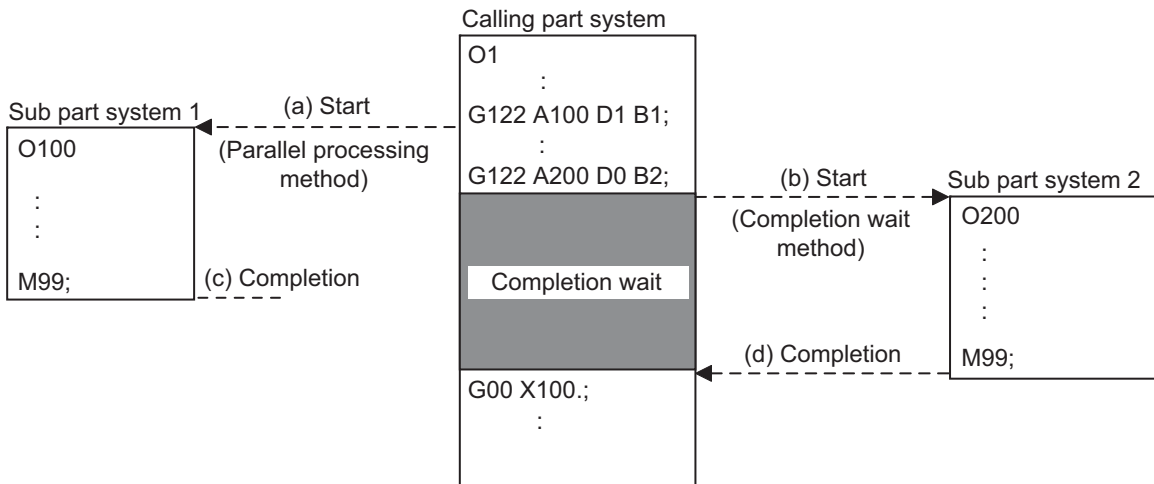 Calling part system
O1
:
G122 A100 D1 B1;
:
G122 A200 D0 B2;
Completion wait
G00 X100.;
:
Sub part system 1
O100
:
:
M99;
(a) Start
(Parallel processing
method)
(c) Completion
(b) Start
(Completion wait
method)
(d) Completion
Sub part system 2
O200
:
:
:
M99;